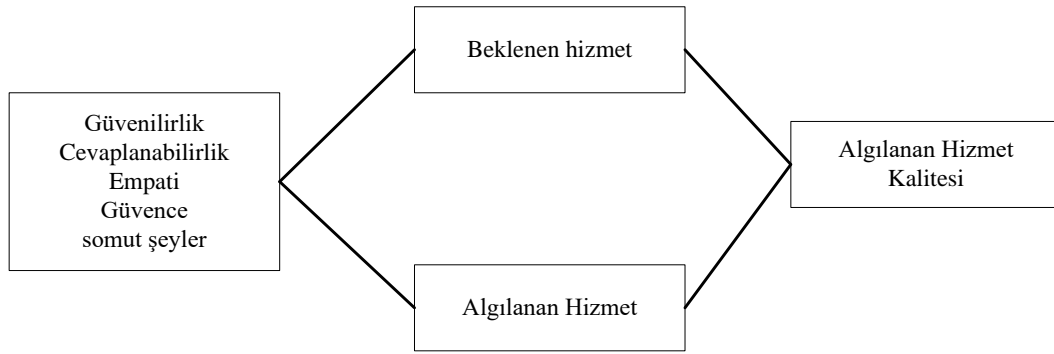 Güvenilirlik
Cevaplanabilirlik
Empati
Güvence
somut şeyler
Beklenen hizmet
Algılanan Hizmet
Algılanan Hizmet
Kalitesi